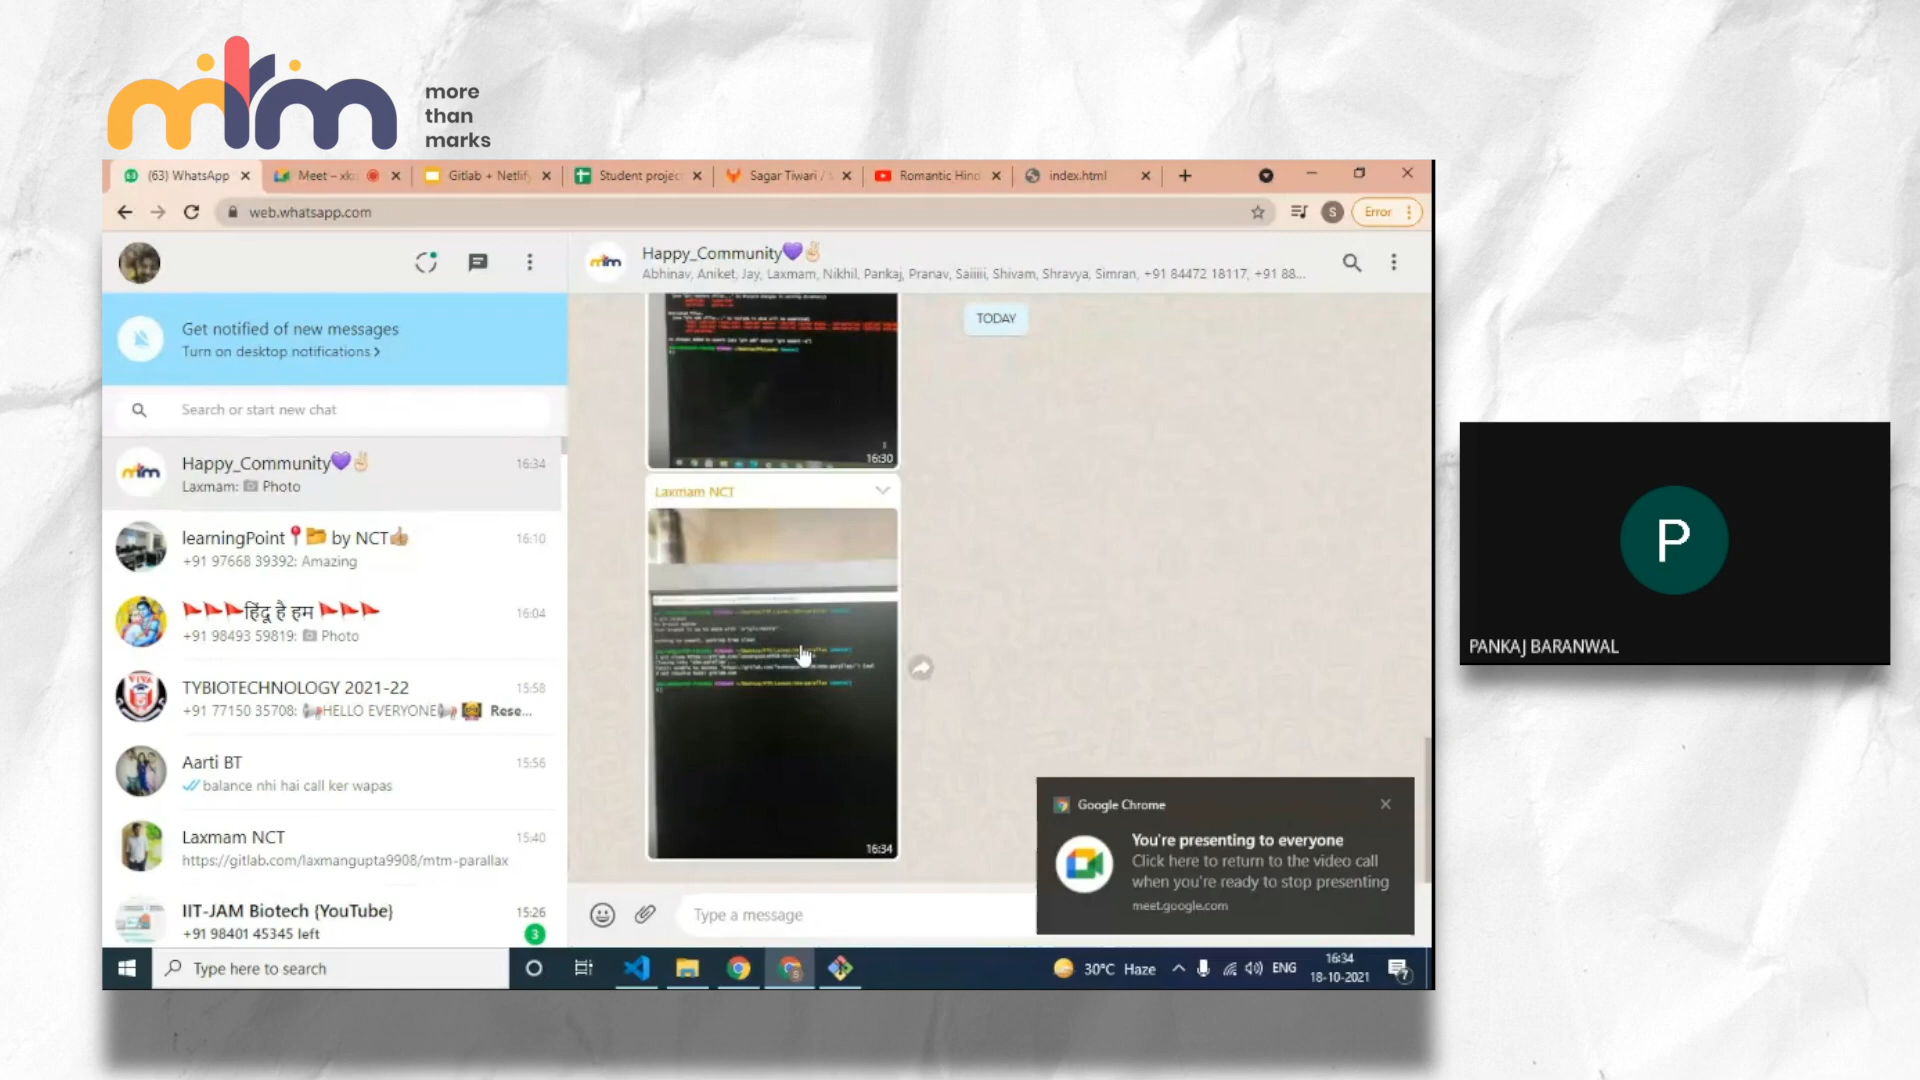 mtm
more
than
marks
(63) WhatsApp
Meet – xk
Gitlab + Netlify
Student projec
Sagar Tiwari / s
Romantic Hind
index.html
web.whatsapp.com
S
Error
Happy_Community💜✌🏻
Abhinav, Aniket, Jay, Laxmam, Nikhil, Pankaj, Pranav, Saiiiii, Shivam, Shravya, Simran, +91 84472 18117, +91 88...
Get notified of new messages
Turn on desktop notifications >
Search or start new chat
Happy_Community💜✌🏻
16:34
Laxmam: Photo
learningPoint📍📂 by NCT👍🏼
16:10
+91 97668 39392: Amazing
🚩🚩🚩हिंदू है हम 🚩🚩🚩
16:04
+91 98493 59819: Photo
TYBIOTECHNOLOGY 2021-22
15:58
+91 77150 35708: HELLO EVERYONE Rese...
Aarti BT
15:56
balance nhi hai call ker wapas
Laxmam NCT
15:40
https://gitlab.com/laxmangupta9908/mtm-parallax
IIT-JAM Biotech {YouTube}
15:26
+91 98401 45345 left
3
TODAY
16:30
Laxmam NCT
16:34
Type a message
Google Chrome
You're presenting to everyone
Click here to return to the video call
when you're ready to stop presenting
meet.google.com
Type here to search
30°C Haze
ENG
16:34
18-10-2021
7
P
PANKAJ BARANWAL